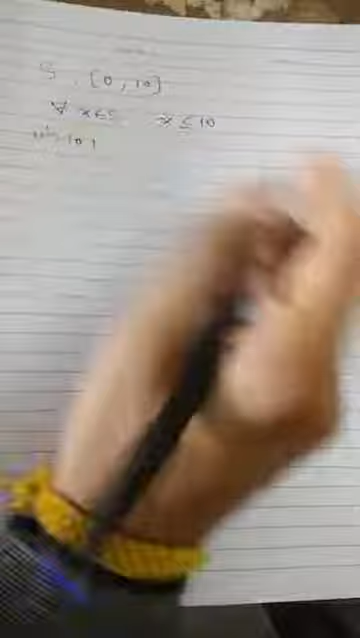 S . [0, 10]
∀ x ∈ S x ≤ 10